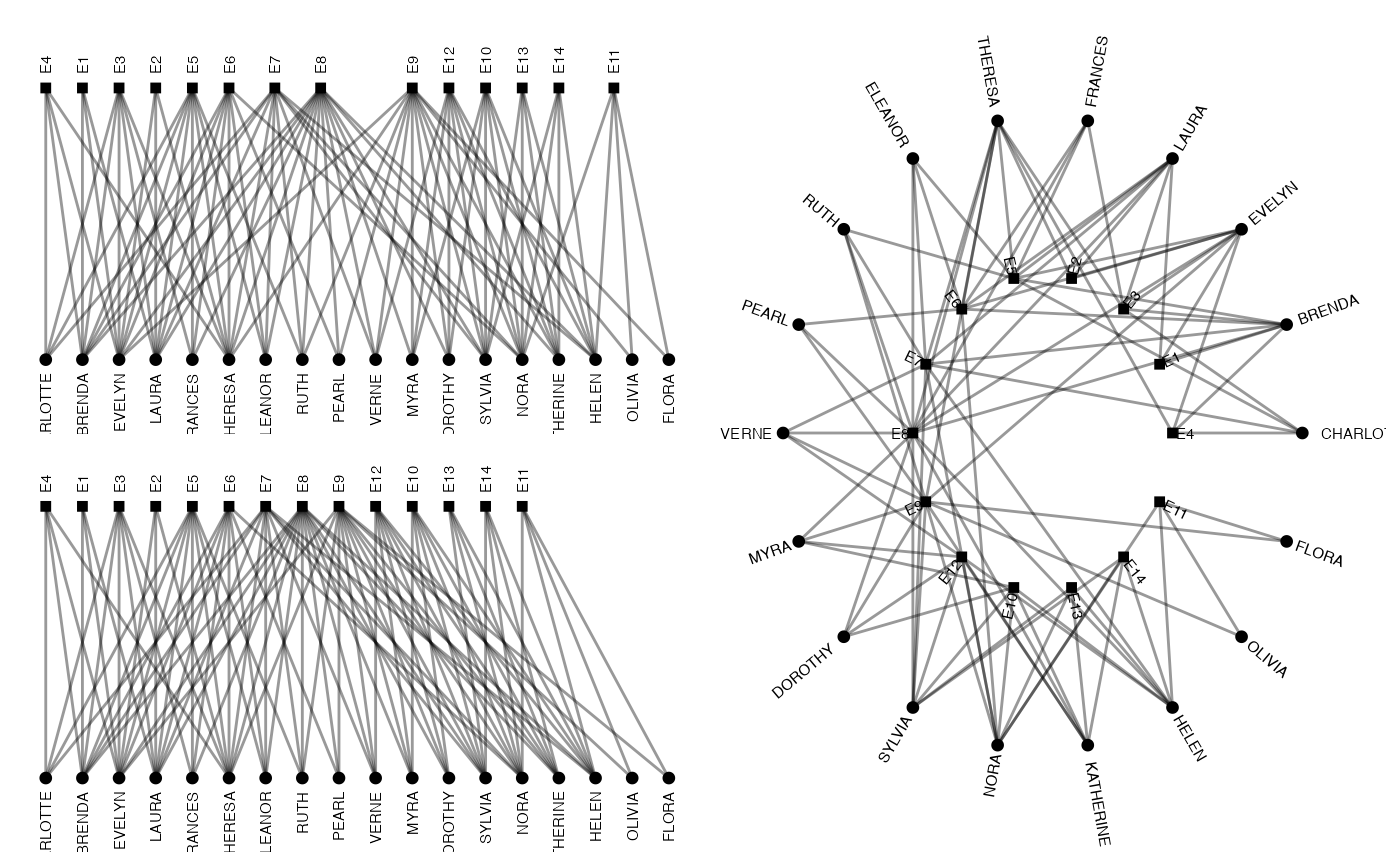 E4 E1 E3 E2 E5 E6 E7 E8 E9 E12 E10 E13 E14 E11
RLOTTE BRENDA EVELYN LAURA RANCES HERESA LEANOR RUTH PEARL VERNE MYRA OROTHY SYLVIA NORA THERINE HELEN OLIVIA FLORA
E4 E1 E3 E2 E5 E6 E7 E8 E9 E12 E10 E13 E14 E11
RLOTTE BRENDA EVELYN LAURA RANCES HERESA LEANOR RUTH PEARL VERNE MYRA OROTHY SYLVIA NORA THERINE HELEN OLIVIA FLORA
THERESA
FRANCES
ELEANOR
LAURA
RUTH
EVELYN
PEARL
BRENDA
VERNE
CHARLOT
MYRA
FLORA
DOROTHY
OLIVIA
SYLVIA
HELEN
NORA
KATHERINE
E5
E2
E6
E3
E7
E1
E8
E4
E9
E11
E12
E14
E10
E13